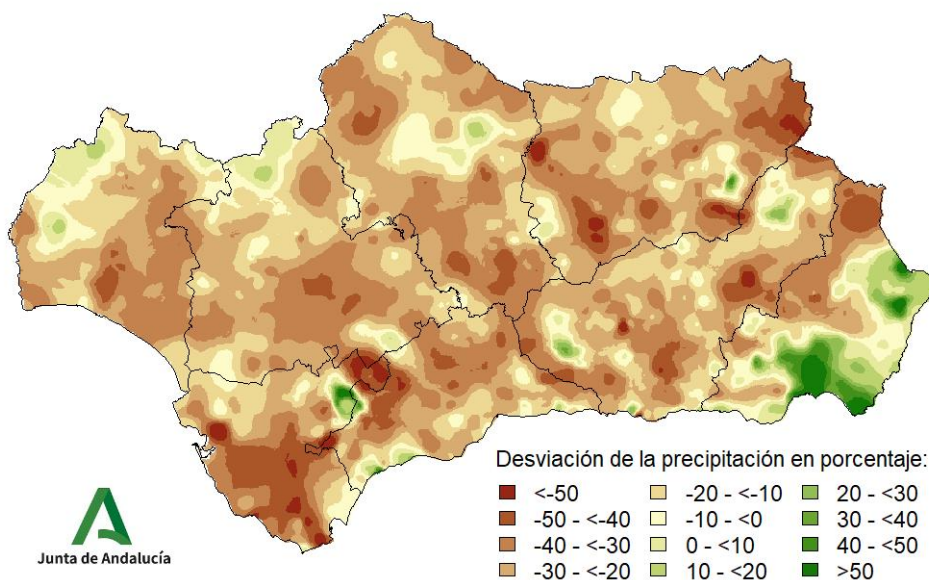 Desviación de la precipitación en porcentaje:
<-50 -20 - <-10 20 - <30
-50 - <-40 -10 - <0 30 - <40
-40 - <-30 0 - <10 40 - <50
-30 - <-20 10 - <20 >50
Junta de Andalucía